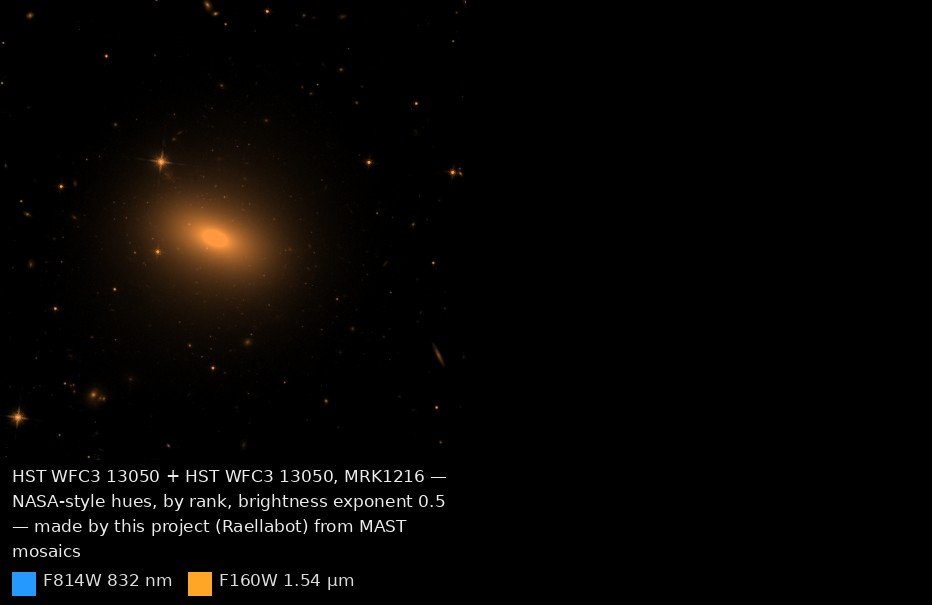 HST WFC3 13050 + HST WFC3 13050, MRK1216 —
NASA-style hues, by rank, brightness exponent 0.5
— made by this project (Raellabot) from MAST
mosaics
F814W 832 nm F160W 1.54 µm